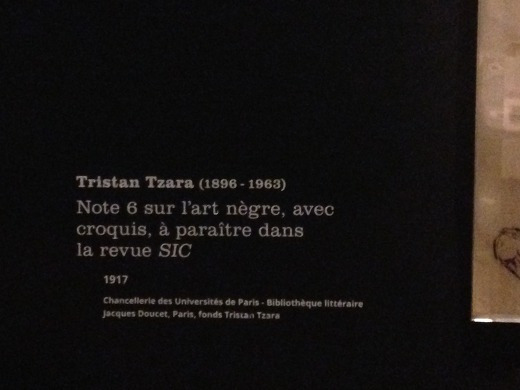 Tristan Tzara (1896 - 1963)
Note 6 sur l'art nègre, avec
croquis, à paraître dans
la revue SIC
1917
Chancellerie des Universités de Paris - Bibliothèque littéraire
Jacques Doucet, Paris, fonds Tristan Tzara